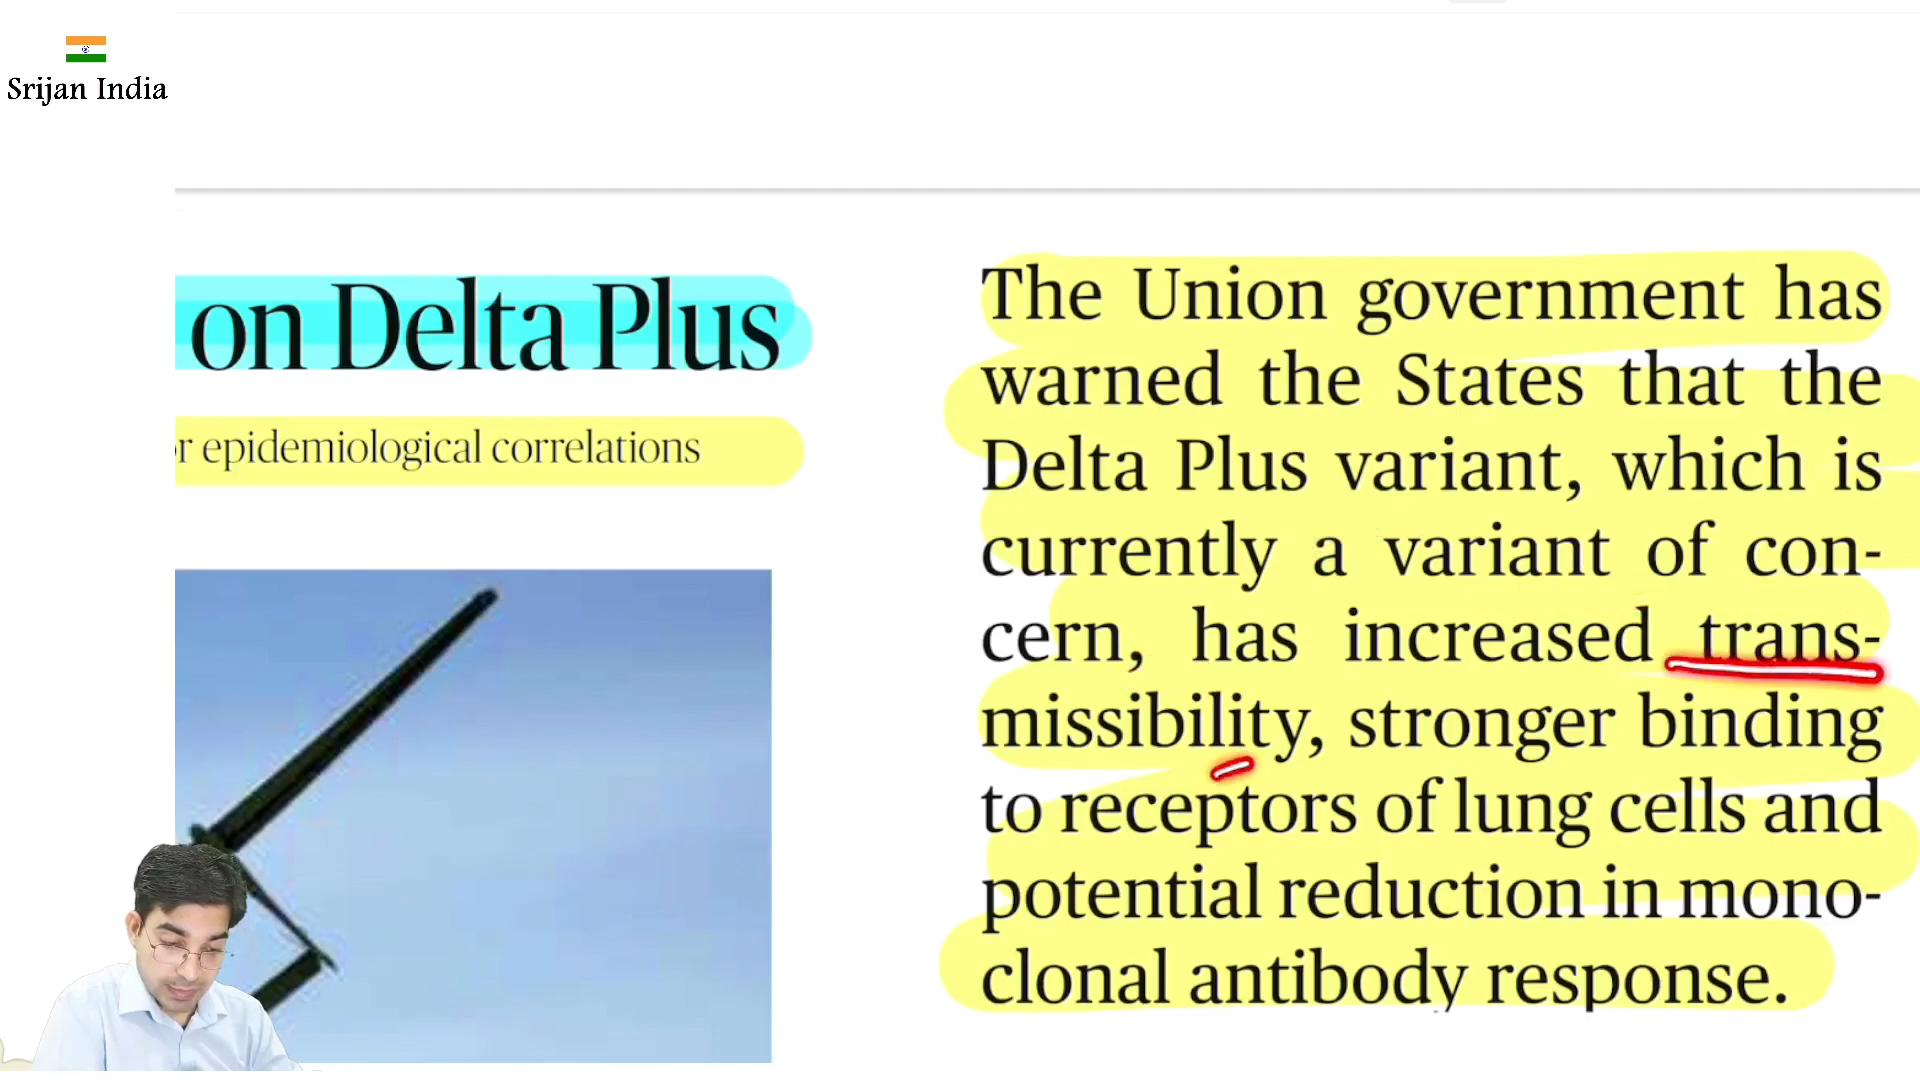 Srijan India
on Delta Plus
r epidemiological correlations
The Union government has
warned the States that the
Delta Plus variant, which is
currently a variant of con-
cern, has increased trans-
missibility, stronger binding
to receptors of lung cells and
potential reduction in mono-
clonal antibody response.